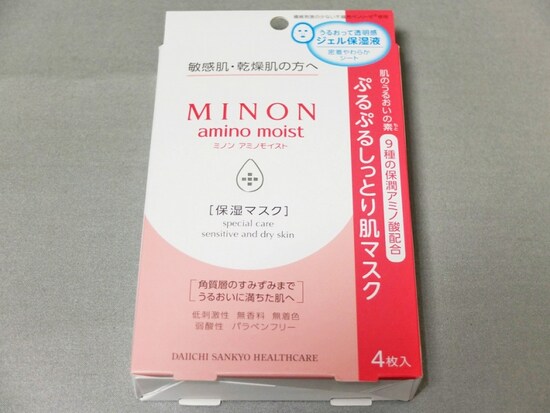 うるおって透明感
ジェル保湿液
密着やわらか
シート
敏感肌・乾燥肌の方へ
MINON
amino moist
ミノン アミノモイスト
［保湿マスク］
special care
sensitive and dry skin
角質層のすみずみまで
うるおいに満ちた肌へ
低刺激性 無香料 無着色
弱酸性 パラベンフリー
DAIICHI SANKYO HEALTHCARE
肌のうるおいの素
9種の保潤アミノ酸配合
ぷるぷるしっとり肌マスク
4枚入